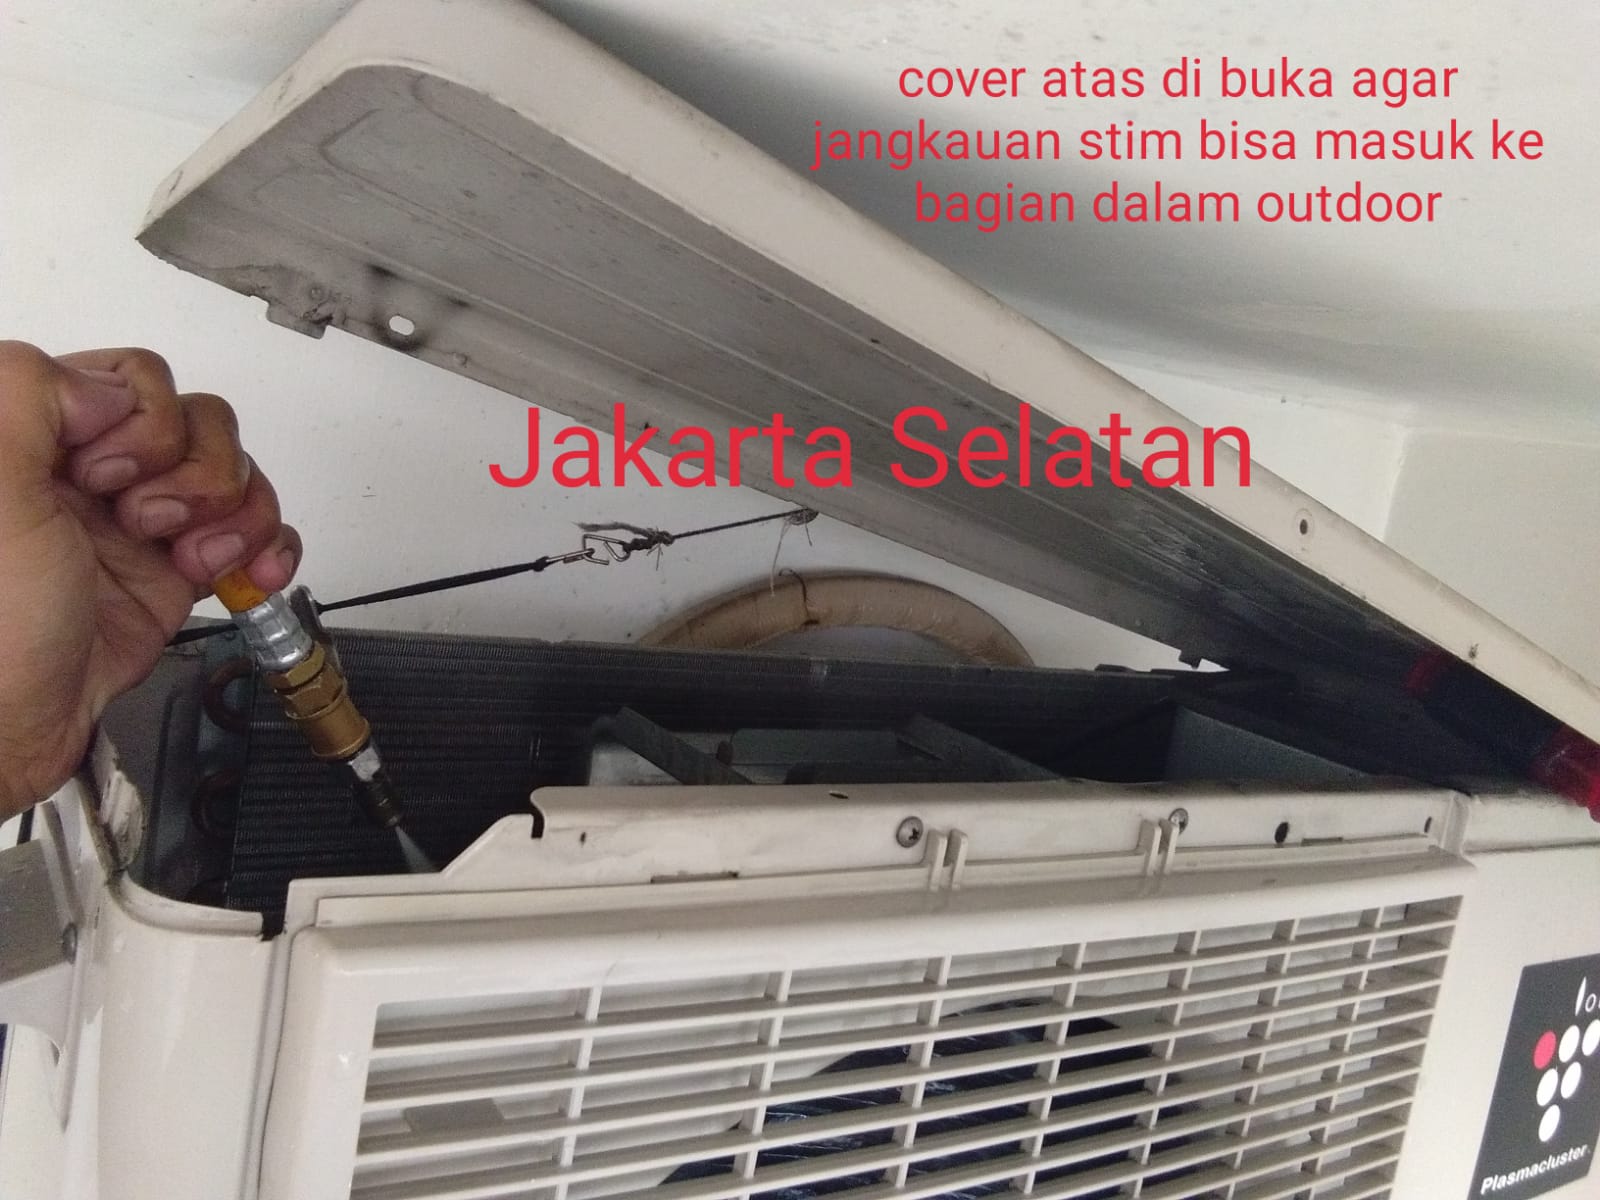 cover atas di buka agar
jangkauan stim bisa masuk ke
bagian dalam outdoor
Jakarta Selatan
Plasmacluster